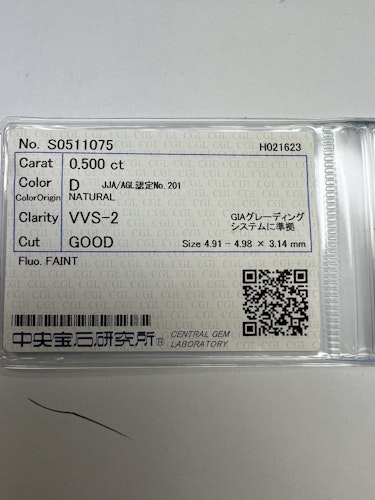 No. S0511075 H021623
Carat 0.500 ct
Color D JJA/AGL認定No.201
ColorOrigin NATURAL
Clarity VVS-2 GIAグレーディング
システムに準拠
Cut GOOD Size 4.91 - 4.98 × 3.14 mm
Fluo. FAINT
中央宝石研究所® CENTRAL GEM
LABORATORY